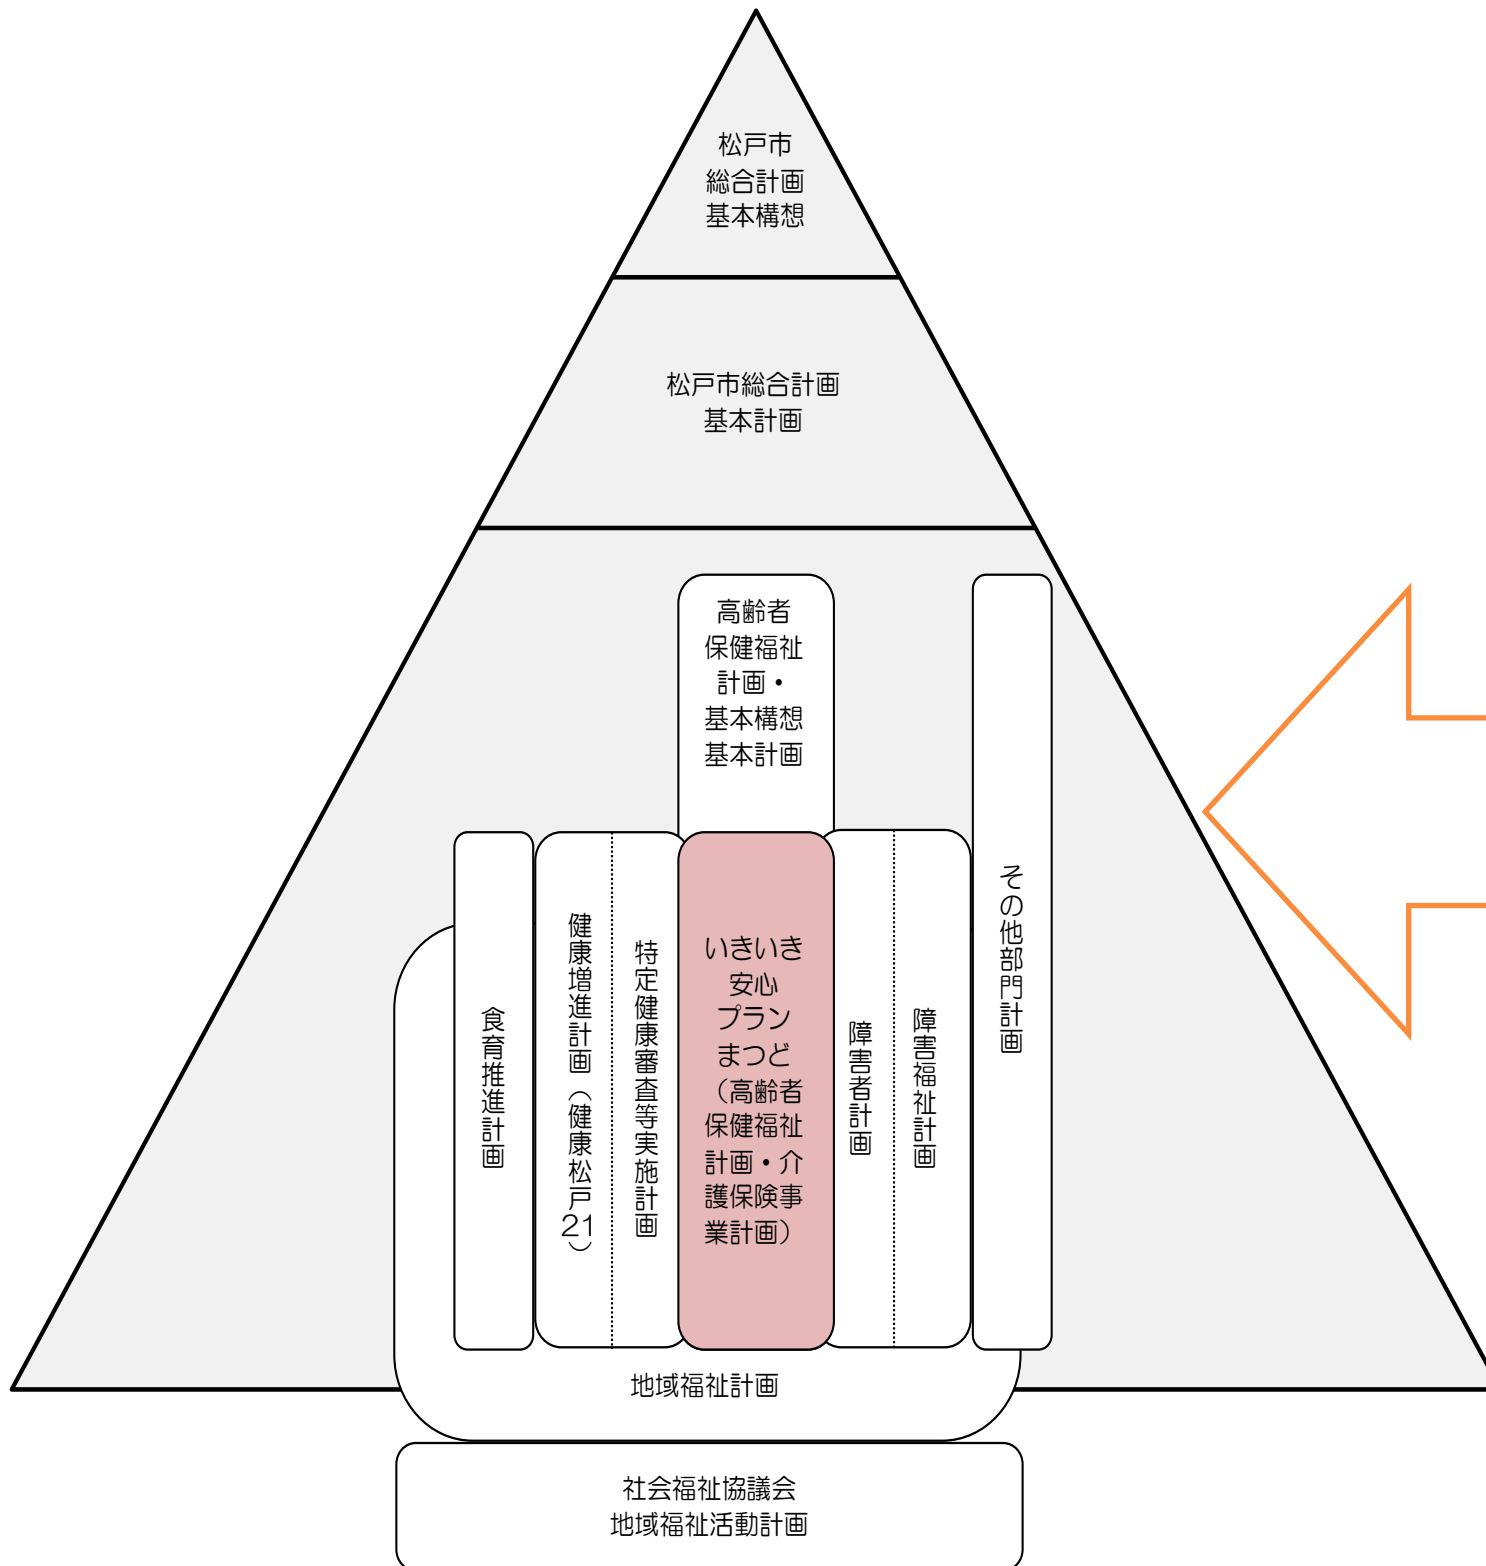 松戸市
総合計画
基本構想
松戸市総合計画
基本計画
高齢者
保健福祉
計画・
基本構想
基本計画
食育推進計画
健康増進計画（健康松戸21）
特定健康審査等実施計画
いきいき
安心
プラン
まつど
（高齢者
保健福祉
計画・介
護保険事
業計画）
障害者計画
障害福祉計画
その他部門計画
地域福祉計画
社会福祉協議会
地域福祉活動計画